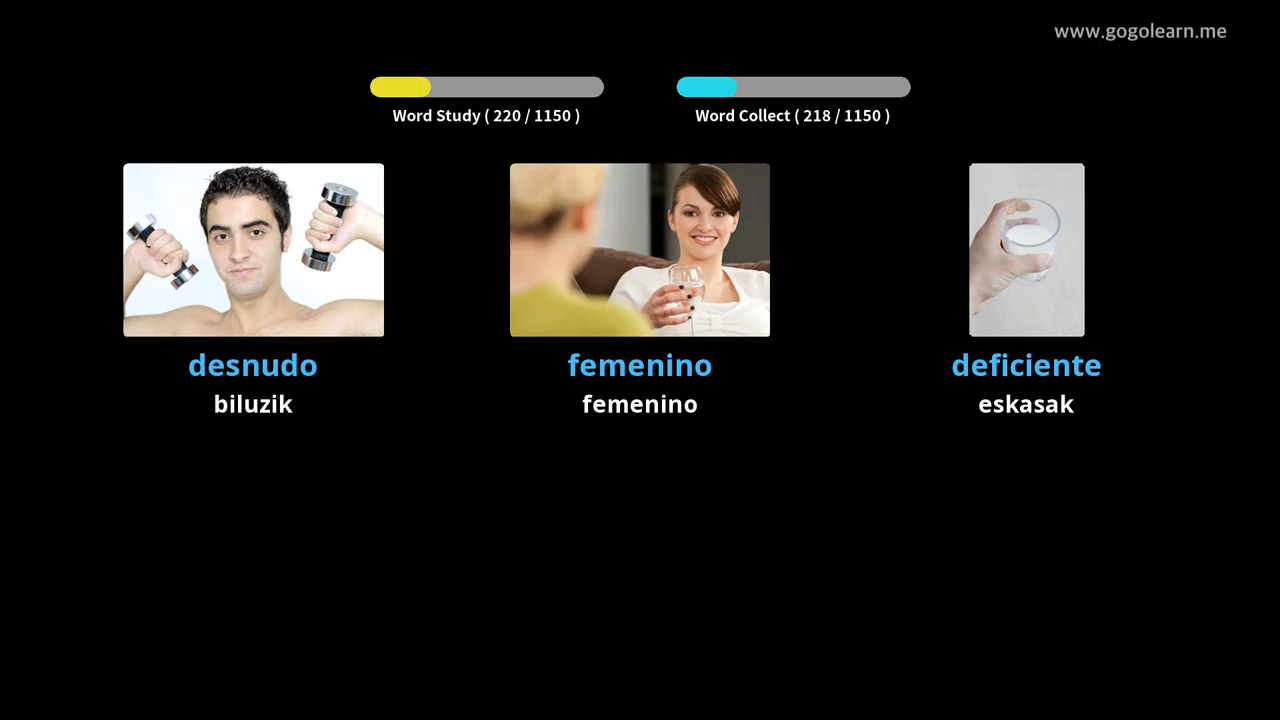 www.gogolearn.me
Word Study ( 220 / 1150 )
Word Collect ( 218 / 1150 )
desnudo
biluzik
femenino
femenino
deficiente
eskasak